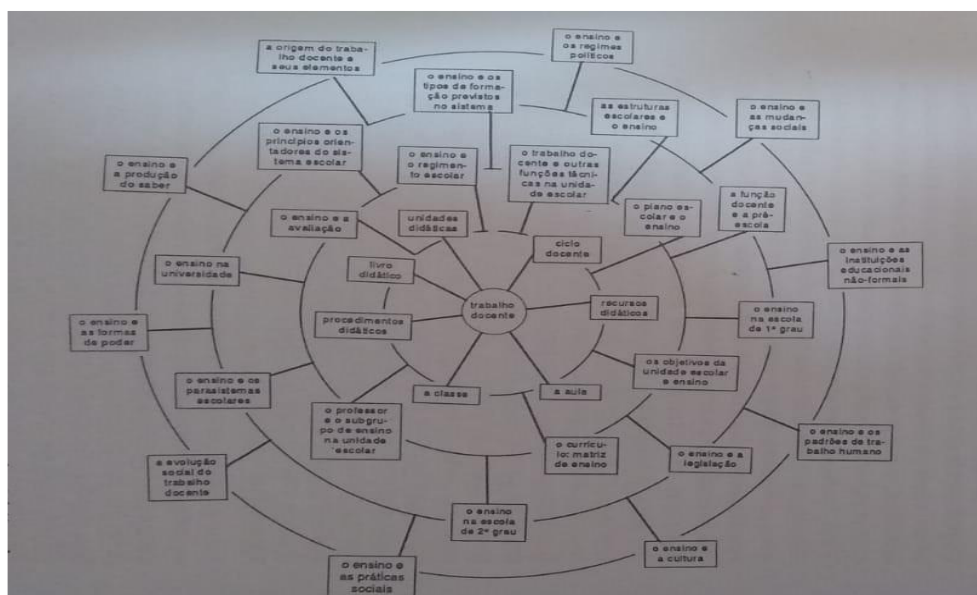 a origem do traba-
lho docente e
seus elementos
o ensino e
os regimes
políticos
o ensino e os
tipos de forma-
ção previstos
no sistema
as estruturas
escolares e
o ensino
o ensino e
as mudan-
ças sociais
o ensino e os
princípios orien-
tadores do sis-
tema escolar
o ensino e
o regimen-
to escolar
o trabalho do-
cente e outras
funções técni-
cas na unida-
de escolar
o ensino e
a produção
do saber
a função
docente
e a pré-
escola
o plano es-
colar e o
ensino
o ensino e a
avaliação
unidades
didáticas
ciclo
docente
o ensino e as
instituições
educacionais
não-formais
o ensino na
universidade
livro
didático
trabalho
docente
recursos
didáticos
o ensino
na escola
de 1º grau
o ensino e
as formas
de poder
procedimentos
didáticos
os objetivos da
unidade escolar
e ensino
o ensino e os
parasistemas
escolares
a classe
a aula
o professor
e o subgru-
po de ensino
na unidade
escolar
o currícu-
lo: matriz
de ensino
o ensino e a
legislação
o ensino e os
padrões de tra-
balho humano
a evolução
social do
trabalho
docente
o ensino
na escola
de 2º grau
o ensino e
a cultura
o ensino e
as práticas
sociais